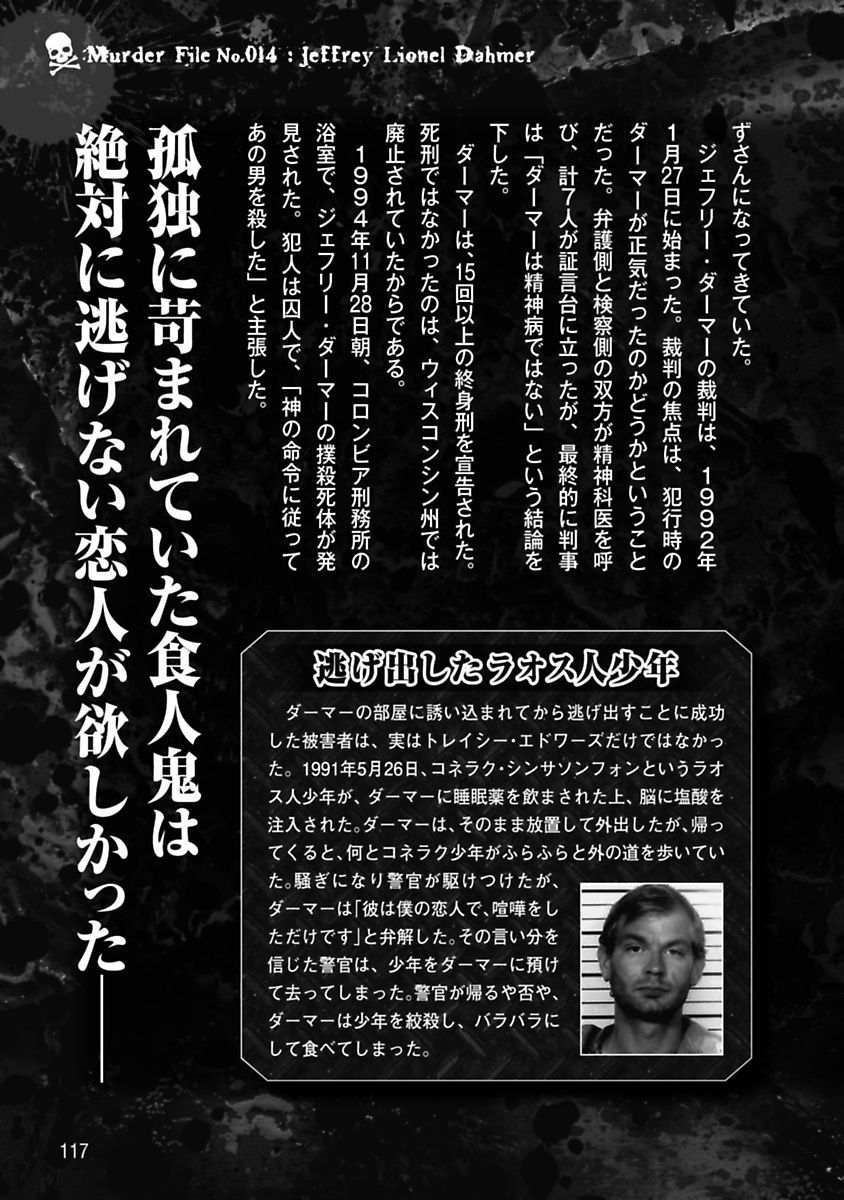 Murder File No.014 : Jeffrey Lionel Dahmer
ずさんになってきていた。
　ジェフリー・ダーマーの裁判は、１９９２年
１月27日に始まった。裁判の焦点は、犯行時の
ダーマーが正気だったのかどうかということ
だった。弁護側と検察側の双方が精神科医を呼
び、計７人が証言台に立ったが、最終的に判事
は「ダーマーは精神病ではない」という結論を
下した。
　ダーマーは、15回以上の終身刑を宣告された。
死刑ではなかったのは、ウィスコンシン州では
廃止されていたからである。
　１９９４年11月28日朝、コロンビア刑務所の
浴室で、ジェフリー・ダーマーの撲殺死体が発
見された。犯人は囚人で、「神の命令に従って
あの男を殺した」と主張した。
孤独に苛まれていた食人鬼は
絶対に逃げない恋人が欲しかった――
逃げ出したラオス人少年
　ダーマーの部屋に誘い込まれてから逃げ出すことに成功
した被害者は、実はトレイシー・エドワーズだけではなかっ
た。1991年5月26日、コネラク・シンサソンフォンというラオ
ス人少年が、ダーマーに睡眠薬を飲まされた上、脳に塩酸を
注入された。ダーマーは、そのまま放置して外出したが、帰っ
てくると、何とコネラク少年がふらふらと外の道を歩いてい
た。騒ぎになり警官が駆けつけたが、
ダーマーは「彼は僕の恋人で、喧嘩をし
ただけです」と弁解した。その言い分を
信じた警官は、少年をダーマーに預け
て去ってしまった。警官が帰るや否や、
ダーマーは少年を絞殺し、バラバラに
して食べてしまった。
117